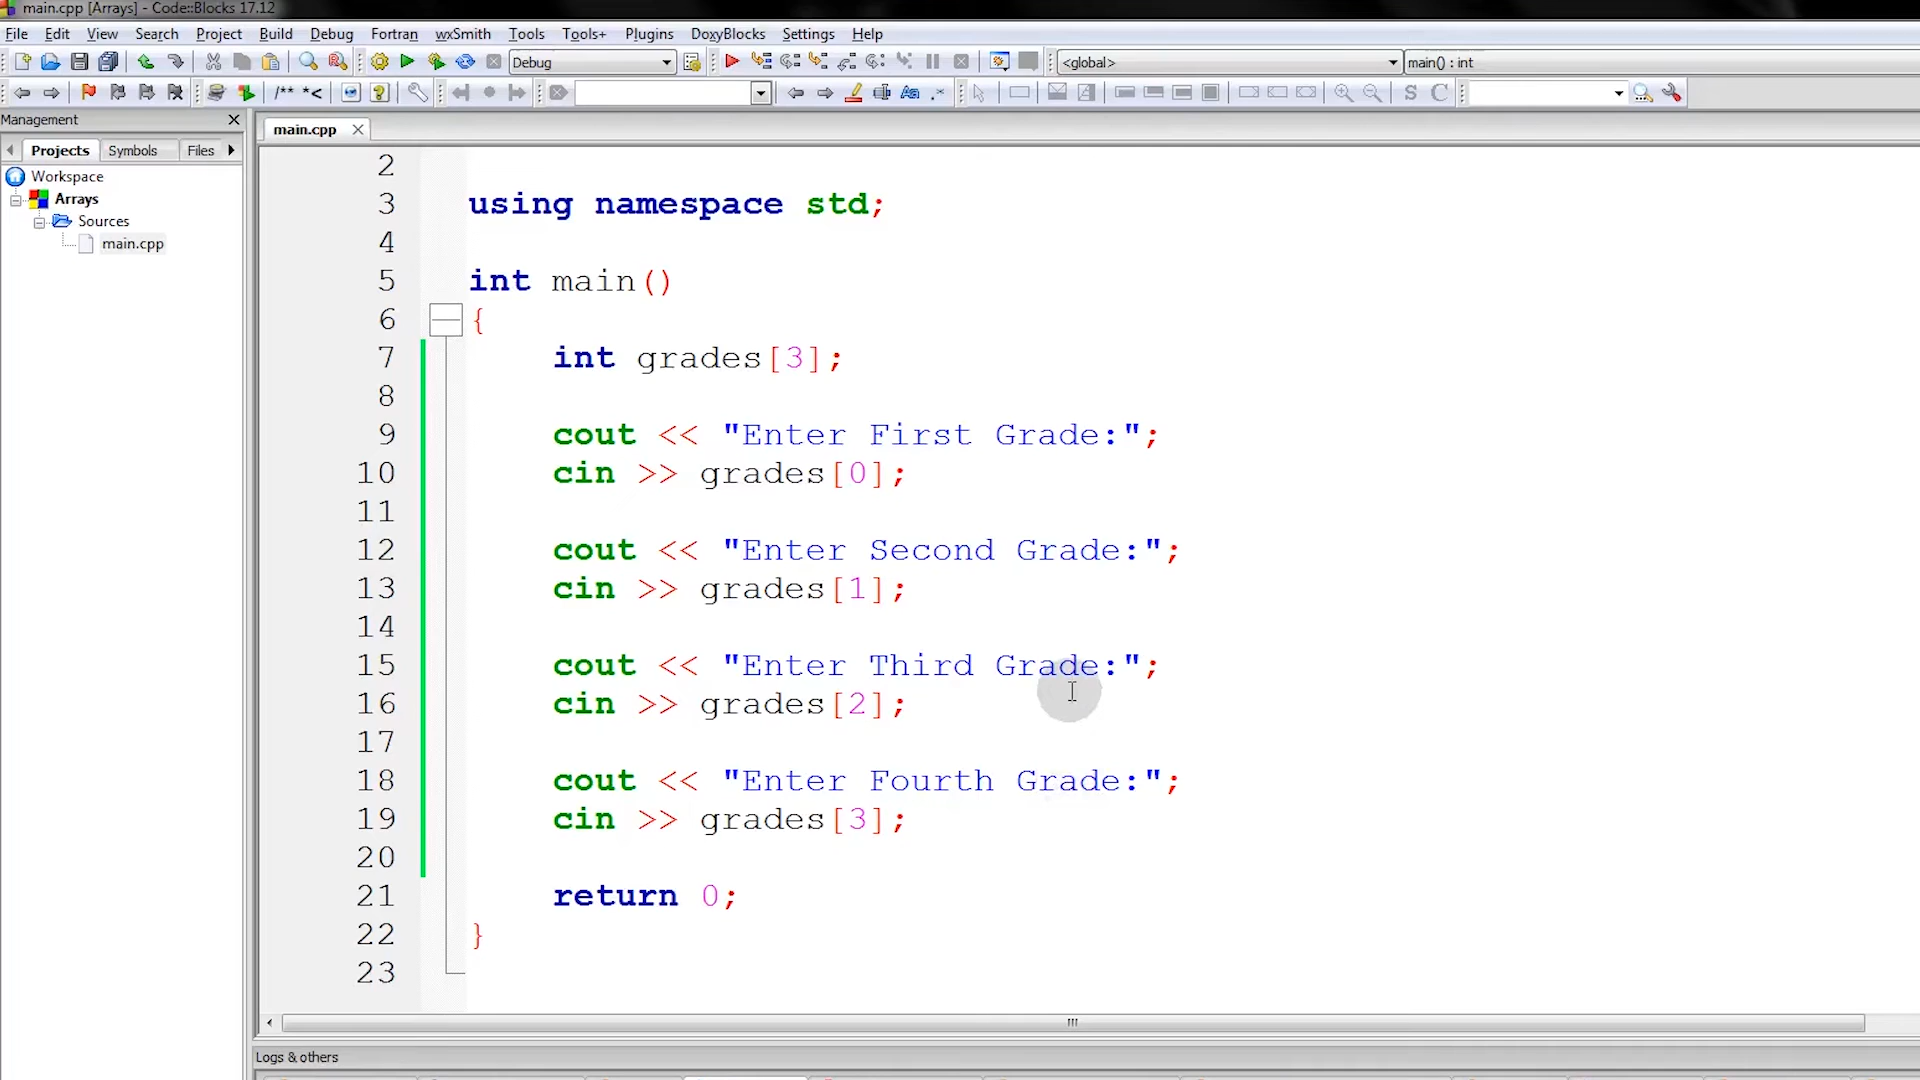 main.cpp [Arrays] - Code::Blocks 17.12
File Edit View Search Project Build Debug Fortran wxSmith Tools Tools+ Plugins DoxyBlocks Settings Help
Debug <global> main() : int
/** *<
S C
Management
main.cpp
Projects Symbols Files
Workspace
Arrays
Sources
main.cpp
2
3 using namespace std;
4
5 int main()
6 {
7 int grades[3];
8
9 cout << "Enter First Grade:";
10 cin >> grades[0];
11
12 cout << "Enter Second Grade:";
13 cin >> grades[1];
14
15 cout << "Enter Third Grade:";
16 cin >> grades[2];
17
18 cout << "Enter Fourth Grade:";
19 cin >> grades[3];
20
21 return 0;
22 }
23
Logs & others